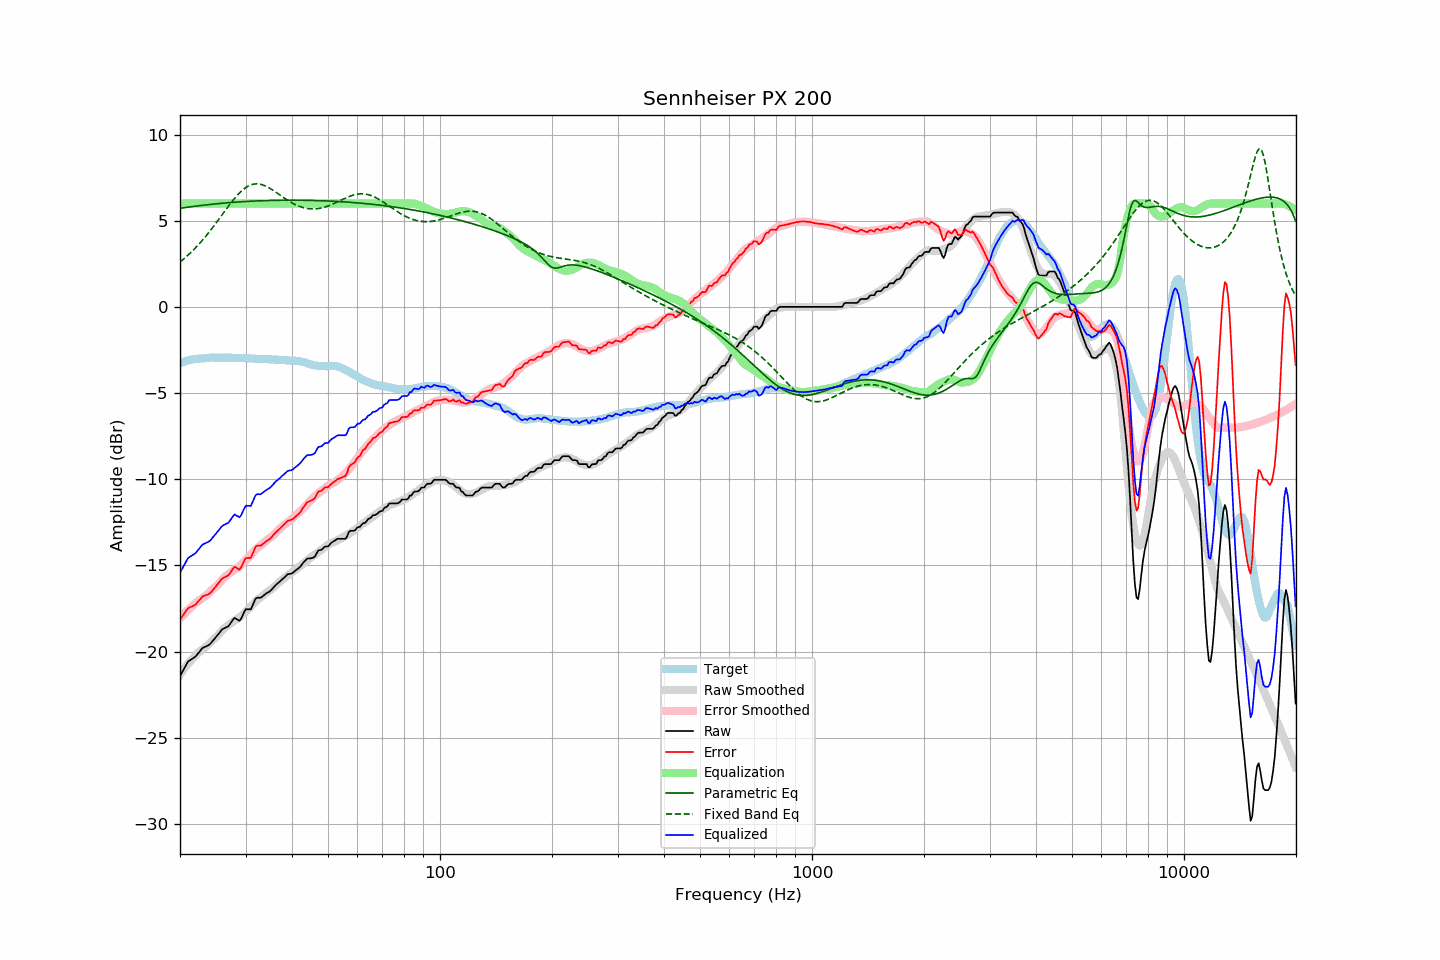 Sennheiser PX 200
10
5
0
−5
−10
−15
−20
−25
−30
Amplitude (dBr)
Target
Raw Smoothed
Error Smoothed
Raw
Error
Equalization
Parametric Eq
Fixed Band Eq
Equalized
100
1000
10000
Frequency (Hz)